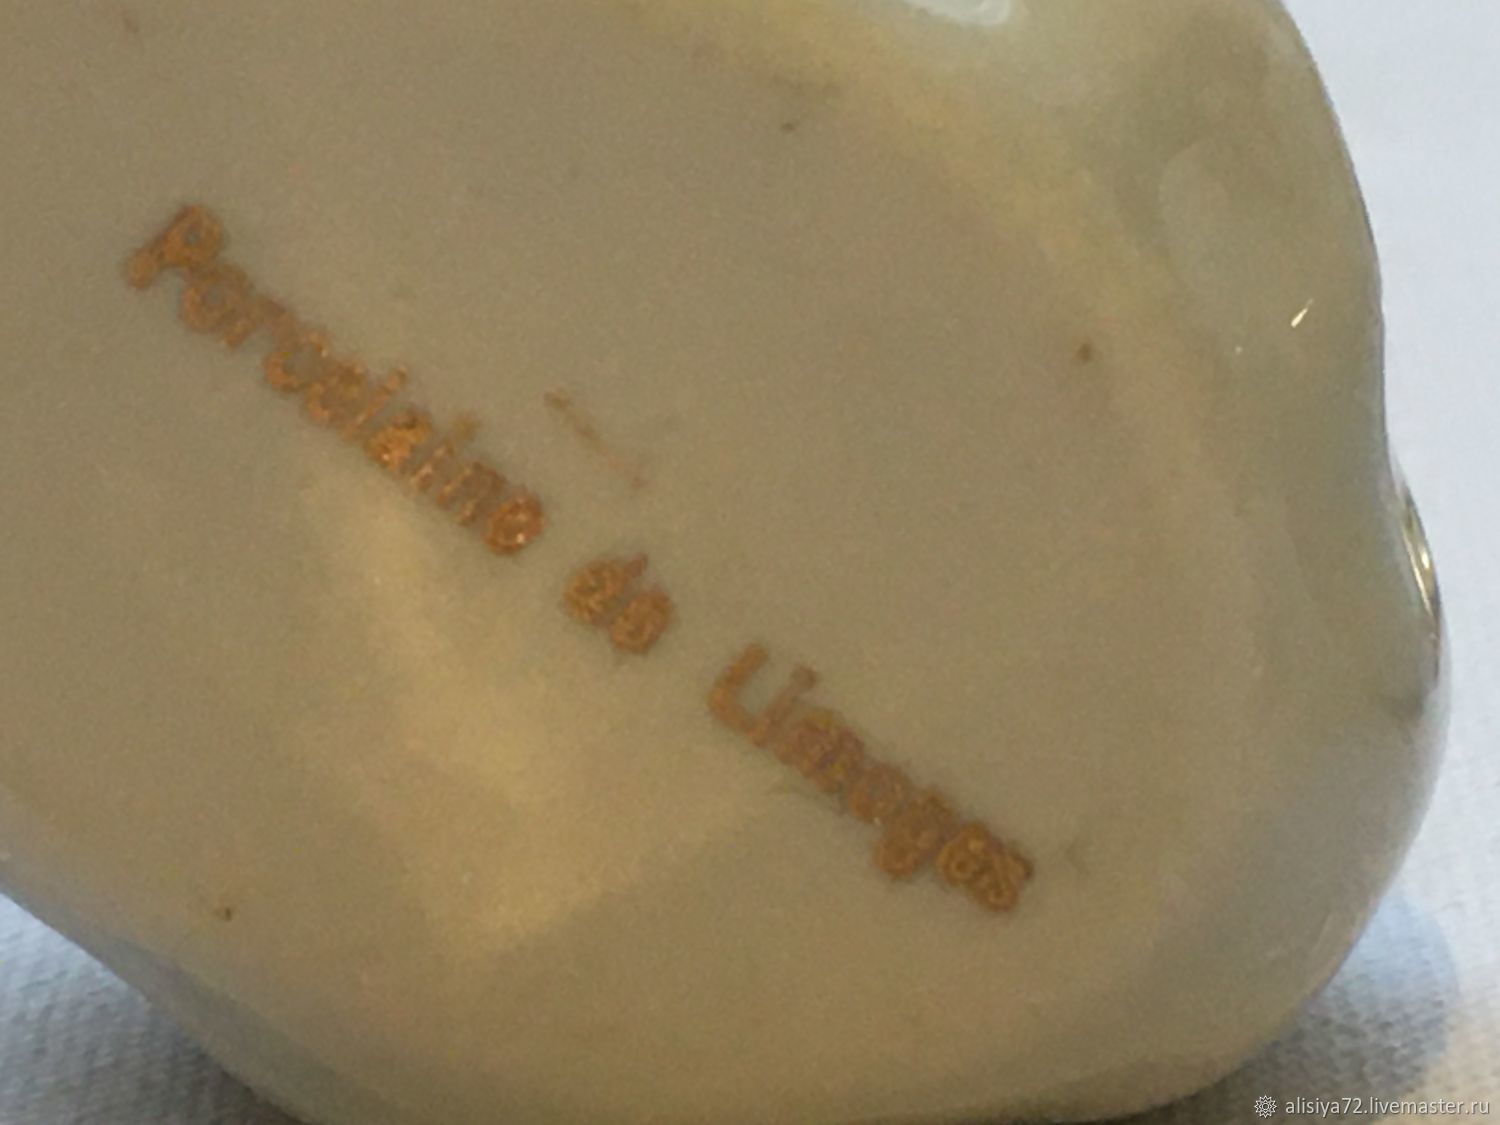 Porcelaine de Limoges
alisiya72.livemaster.ru